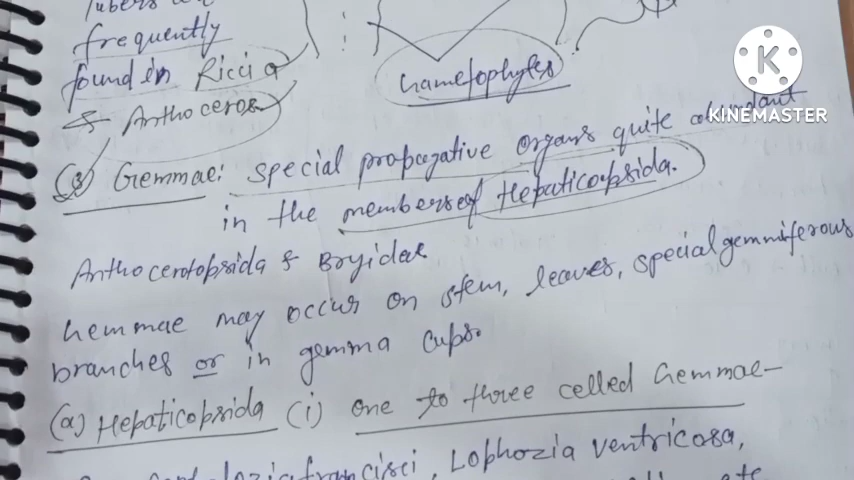 frequently
found in Ricci a
& Anthoceros
Gametophytes
(3) Gemmae: Special propagative organs quite abundant
in the members of Hepaticopsida.
Anthocerotopsida & Bryidae
Gemmae may occur on stem, leaves, special gemmiferous
branches or in gemma cups.
(a) Hepaticopsida (i) One to three celled Gemmae-
francisci, Lophozia ventricosa,
K
KINEMASTER